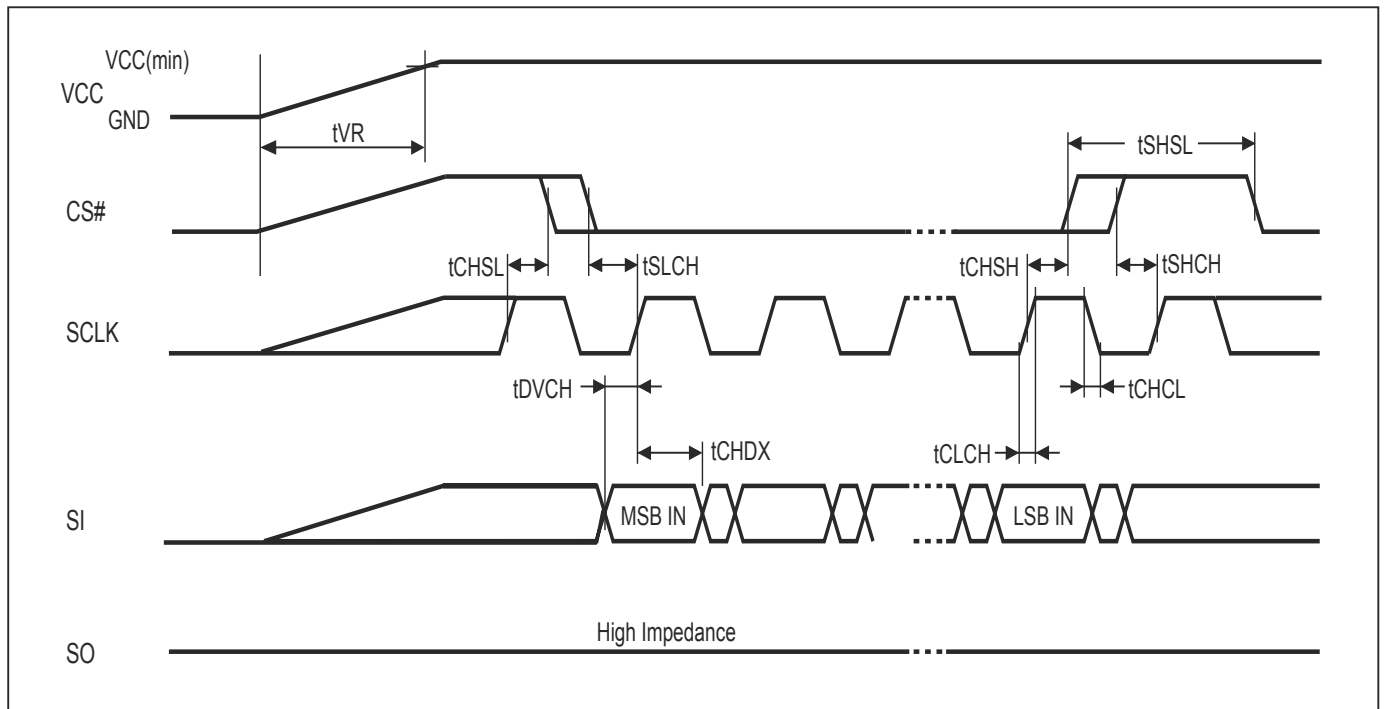 VCC(min)
VCC
GND
tVR
tSHSL
CS#
tCHSL
tSLCH
tCHSH
tSHCH
SCLK
tDVCH
tCHCL
tCHDX
tCLCH
SI
MSB IN
LSB IN
High Impedance
SO